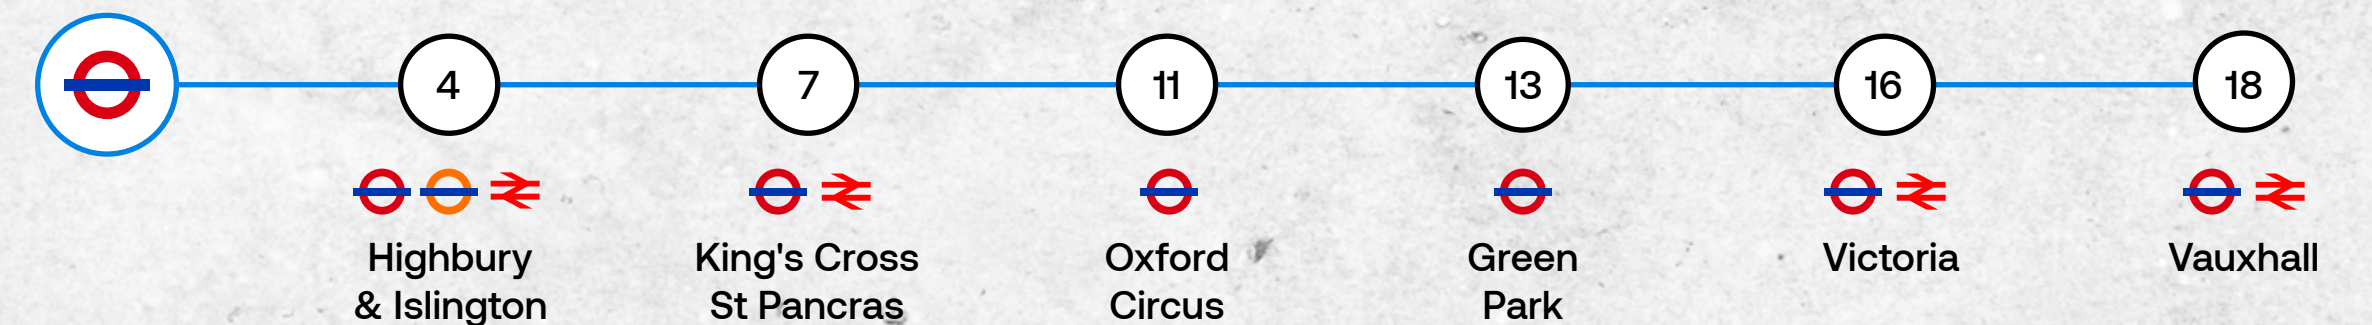 4
7
11
13
16
18
Highbury
& Islington
King's Cross
St Pancras
Oxford
Circus
Green
Park
Victoria
Vauxhall